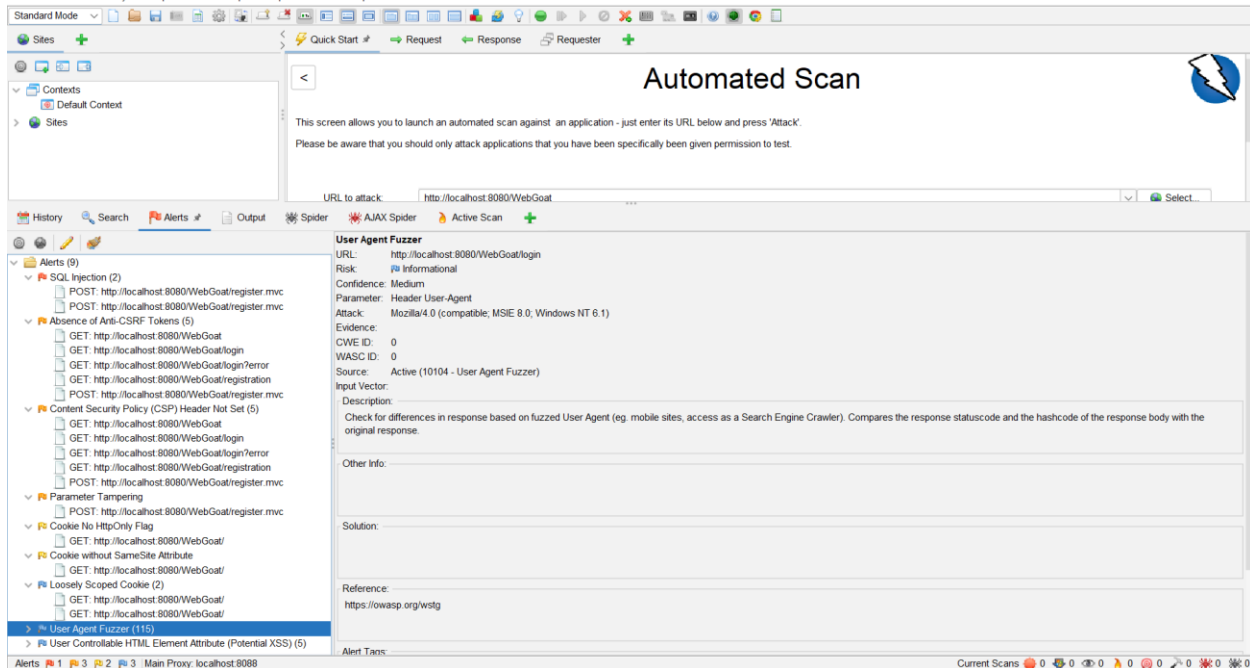 Standard Mode
Sites
Quick Start
Request
Response
Requester
<
Automated Scan
Contexts
Default Context
Sites
This screen allows you to launch an automated scan against an application - just enter its URL below and press 'Attack'.
Please be aware that you should only attack applications that you have been specifically been given permission to test.
URL to attack:
http://localhost:8080/WebGoat
Select...
History
Search
Alerts
Output
Spider
AJAX Spider
Active Scan
Alerts (9)
SQL Injection (2)
POST: http://localhost:8080/WebGoat/register.mvc
POST: http://localhost:8080/WebGoat/register.mvc
Absence of Anti-CSRF Tokens (5)
GET: http://localhost:8080/WebGoat
GET: http://localhost:8080/WebGoat/login
GET: http://localhost:8080/WebGoat/login?error
GET: http://localhost:8080/WebGoat/registration
POST: http://localhost:8080/WebGoat/register.mvc
Content Security Policy (CSP) Header Not Set (5)
GET: http://localhost:8080/WebGoat
GET: http://localhost:8080/WebGoat/login
GET: http://localhost:8080/WebGoat/login?error
GET: http://localhost:8080/WebGoat/registration
POST: http://localhost:8080/WebGoat/register.mvc
Parameter Tampering
POST: http://localhost:8080/WebGoat/register.mvc
Cookie No HttpOnly Flag
GET: http://localhost:8080/WebGoat/
Cookie without SameSite Attribute
GET: http://localhost:8080/WebGoat/
Loosely Scoped Cookie (2)
GET: http://localhost:8080/WebGoat/
GET: http://localhost:8080/WebGoat/
User Agent Fuzzer (115)
User Controllable HTML Element Attribute (Potential XSS) (5)
User Agent Fuzzer
URL: http://localhost:8080/WebGoat/login
Risk: Informational
Confidence: Medium
Parameter: Header User-Agent
Attack: Mozilla/4.0 (compatible; MSIE 8.0; Windows NT 6.1)
Evidence:
CWE ID: 0
WASC ID: 0
Source: Active (10104 - User Agent Fuzzer)
Input Vector:
Description:
Check for differences in response based on fuzzed User Agent (eg. mobile sites, access as a Search Engine Crawler). Compares the response statuscode and the hashcode of the response body with the
original response.
Other Info:
Solution:
Reference:
https://owasp.org/wstg
Alert Tags:
Alerts 1 3 2 3 Main Proxy: localhost:8088
Current Scans 0 0 0 0 0 0 0 0